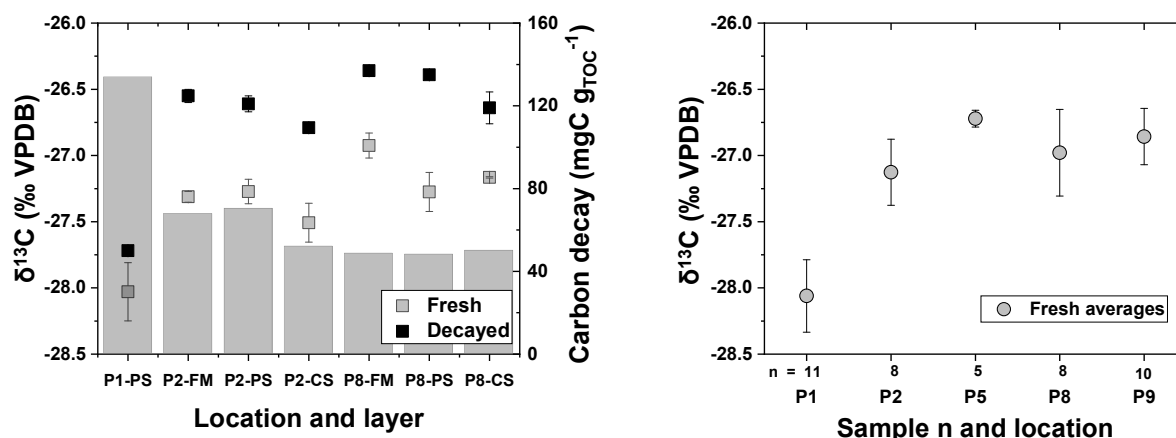 δ¹³C (‰ VPDB)
-26.0
-26.5
-27.0
-27.5
-28.0
-28.5
160
120
80
40
0
Carbon decay (mgC g_TOC⁻¹)
Fresh
Decayed
P1-PS P2-FM P2-PS P2-CS P8-FM P8-PS P8-CS
Location and layer
δ¹³C (‰ VPDB)
-26.0
-26.5
-27.0
-27.5
-28.0
-28.5
Fresh averages
n = 11 8 5 8 10
P1 P2 P5 P8 P9
Sample n and location